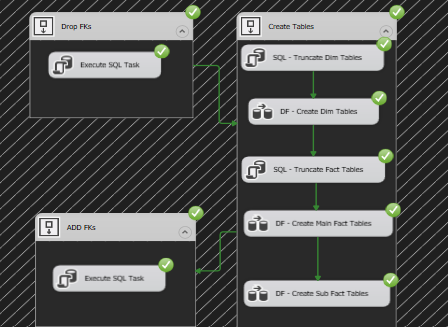 Drop FKs
Execute SQL Task
Create Tables
SQL - Truncate Dim Tables
DF - Create Dim Tables
SQL - Truncate Fact Tables
DF - Create Main Fact Tables
DF - Create Sub Fact Tables
ADD FKs
Execute SQL Task